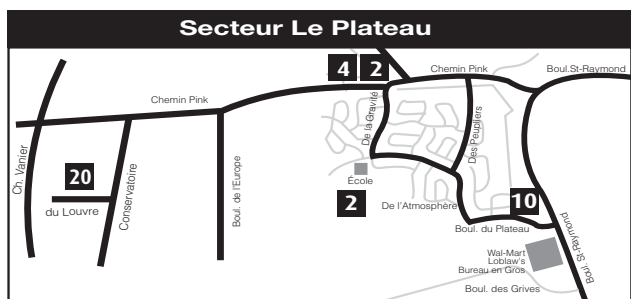 Secteur Le Plateau
4
2
Chemin Pink
Boul.St-Raymond
Chemin Pink
De la Gravité
Des Peupliers
Ch. Vanier
20
du Louvre
Conservatoire
Boul. de l'Europe
École
2
De l'Atmosphère
10
Boul. du Plateau
Boul. St-Raymond
Wal-Mart
Loblaw's
Bureau en Gros
Boul. des Grives